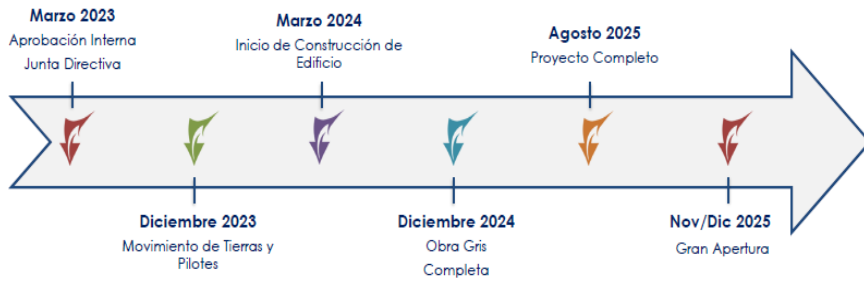 Marzo 2023
Aprobación Interna
Junta Directiva
Marzo 2024
Inicio de Construcción de
Edificio
Agosto 2025
Proyecto Completo
Diciembre 2023
Movimiento de Tierras y
Pilotes
Diciembre 2024
Obra Gris
Completa
Nov/Dic 2025
Gran Apertura